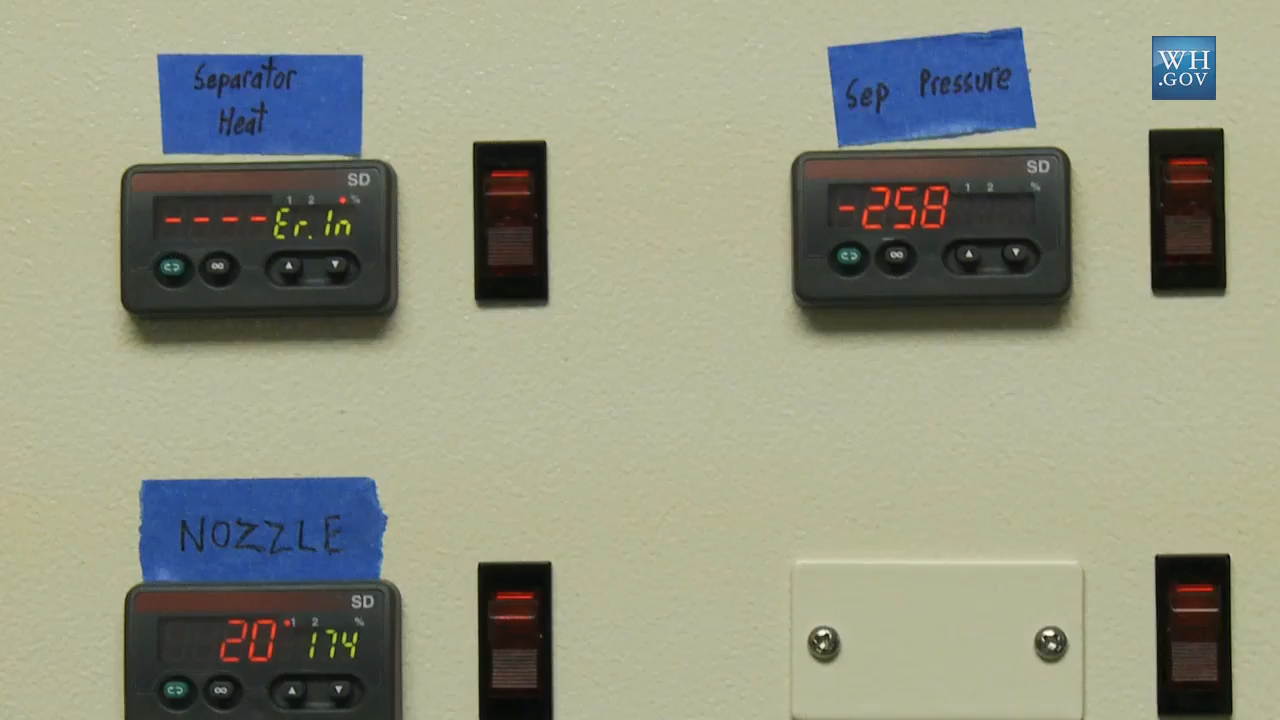 Separator
Heat
Sep Pressure
WH
.GOV
SD
1 2 %
- - - - Er.In
SD
1 2 %
-258
NOZZLE
SD
1 2 %
20 174